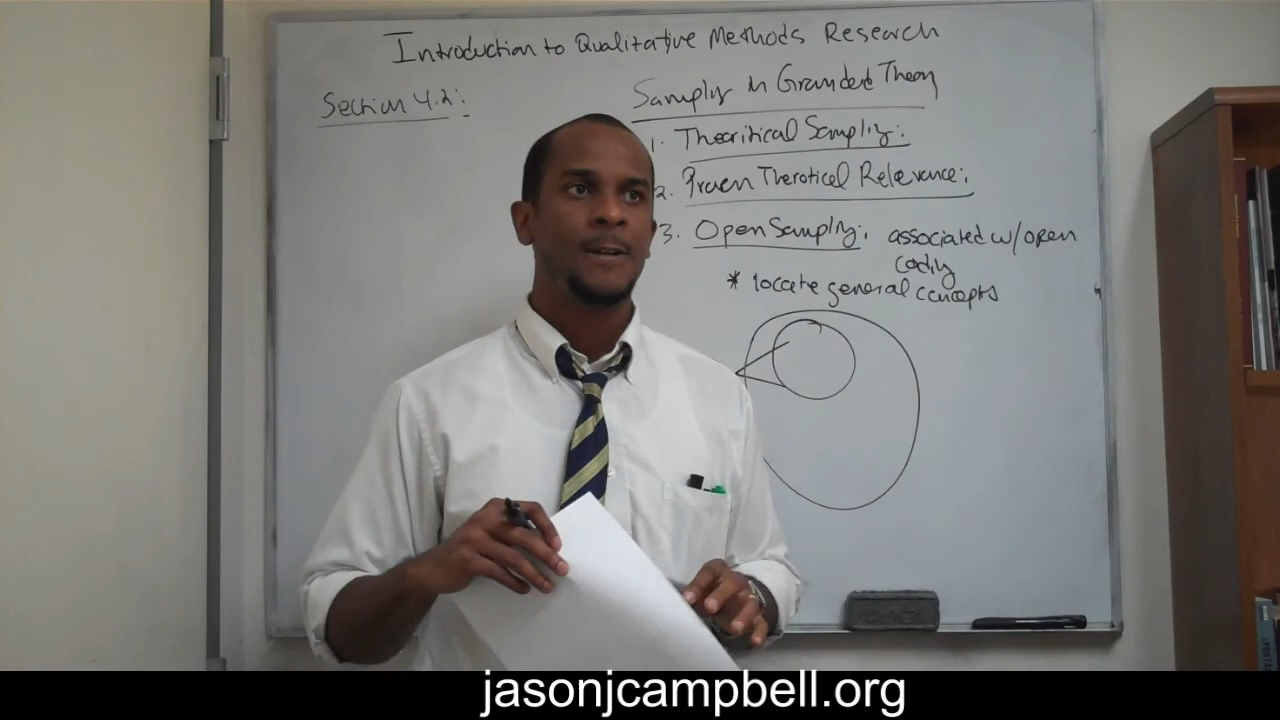 Introduction to Qualitative Methods Research
Section 4.2:
Sampling in Grounded Theory
1. Theoritical Sampling:
2. Proven Therotical Relevance:
3. Open Sampling: associated w/open
coding
* locate general concepts
jasonjcampbell.org